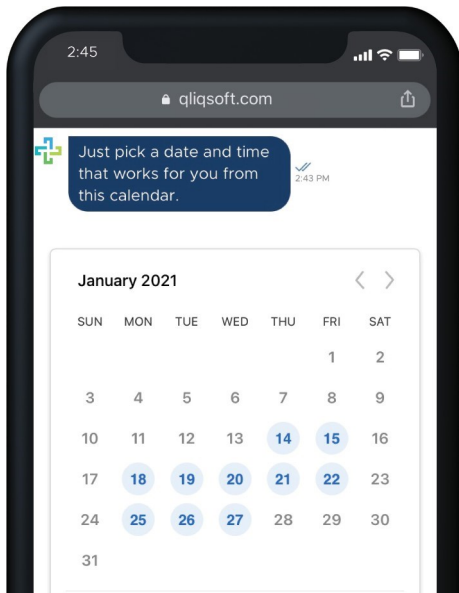 2:45
qliqsoft.com
Just pick a date and time
that works for you from
this calendar.
2:43 PM
January 2021
SUN MON TUE WED THU FRI SAT
1 2
3 4 5 6 7 8 9
10 11 12 13 14 15 16
17 18 19 20 21 22 23
24 25 26 27 28 29 30
31